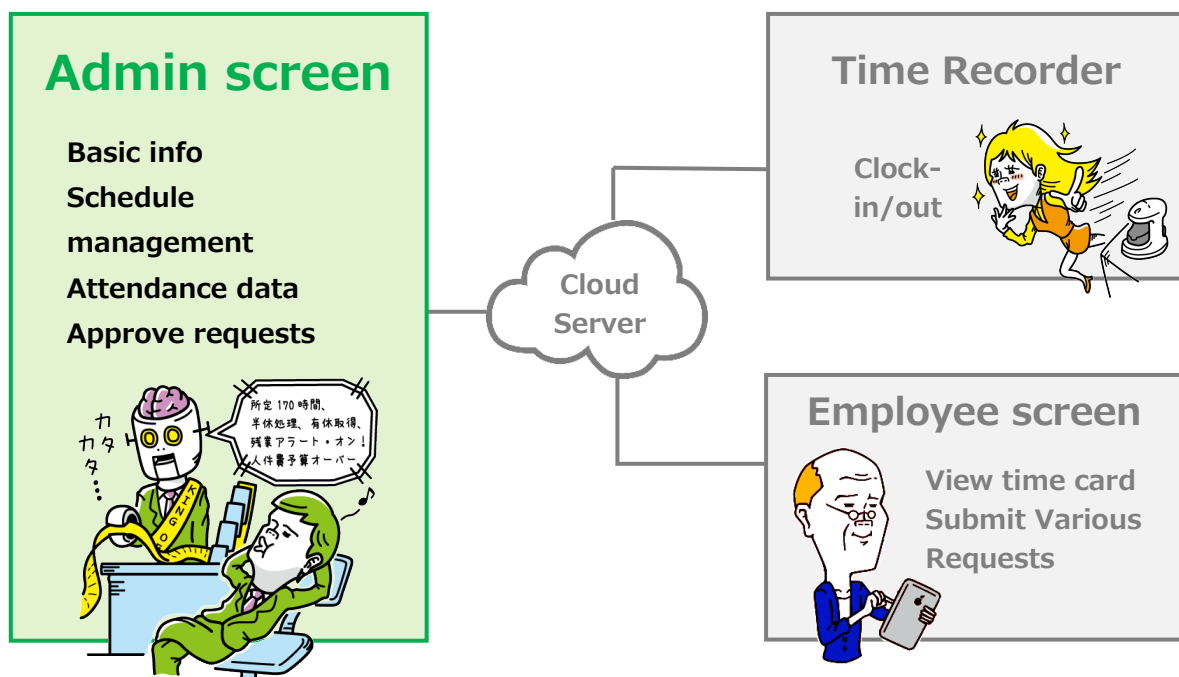 Admin screen
Basic info
Schedule
management
Attendance data
Approve requests
カタ
カタ…
所定 170 時間、
半休処理、有休取得、
残業アラート・オン!
人件費予算オーバー
KING O
Cloud
Server
Time Recorder
Clock-
in/out
Employee screen
View time card
Submit Various
Requests